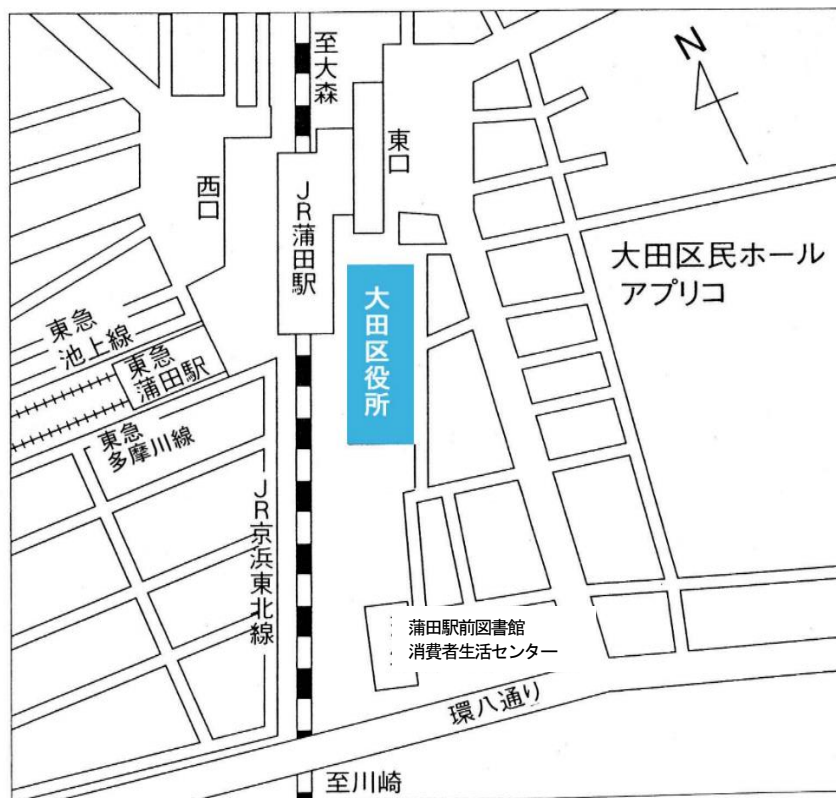 至大森
N
東口
西口
JR蒲田駅
大田区民ホール
アプリコ
大田区役所
東急
池上線
東急
蒲田駅
東急
多摩川線
JR京浜東北線
蒲田駅前図書館
消費者生活センター
環八通り
至川崎